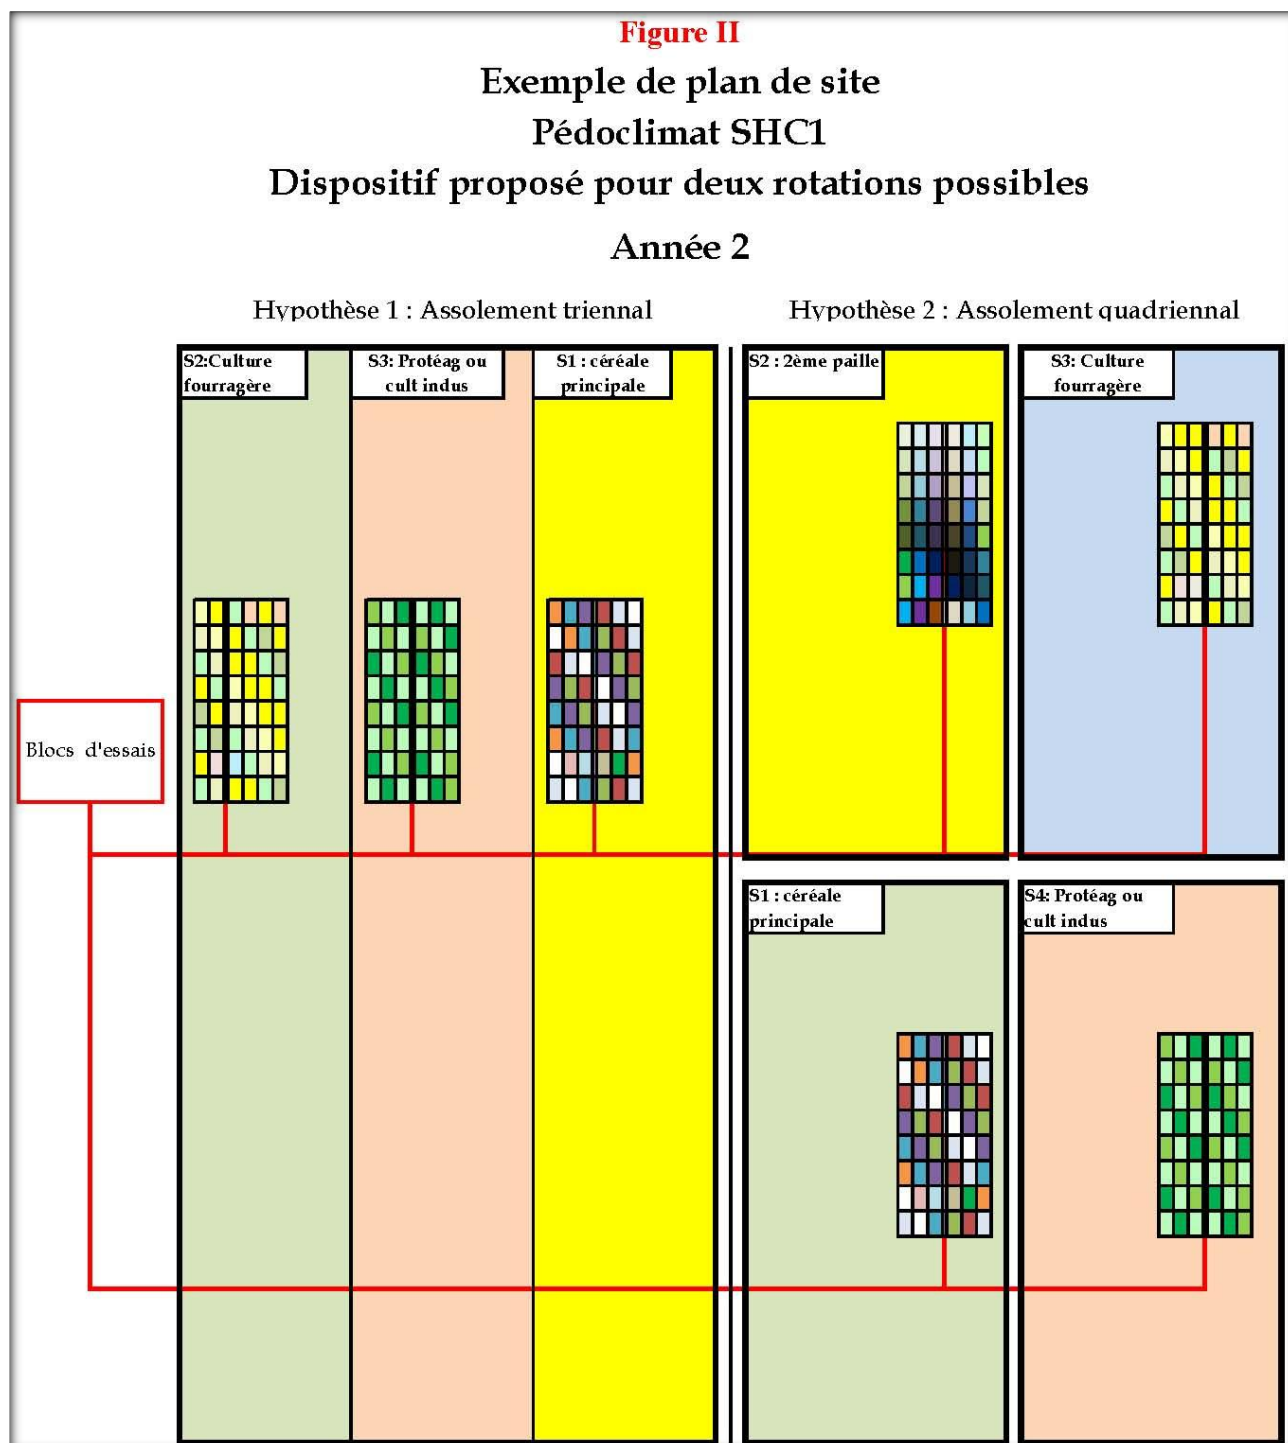 Figure II
Exemple de plan de site
Pédoclimat SHC1
Dispositif proposé pour deux rotations possibles
Année 2
Hypothèse 1 : Assolement triennal
Hypothèse 2 : Assolement quadriennal
S2:Culture
fourragère
S3: Protéag ou
cult indus
S1 : céréale
principale
S2 : 2ème paille
S3: Culture
fourragère
Blocs d'essais
S1 : céréale
principale
S4: Protéag ou
cult indus